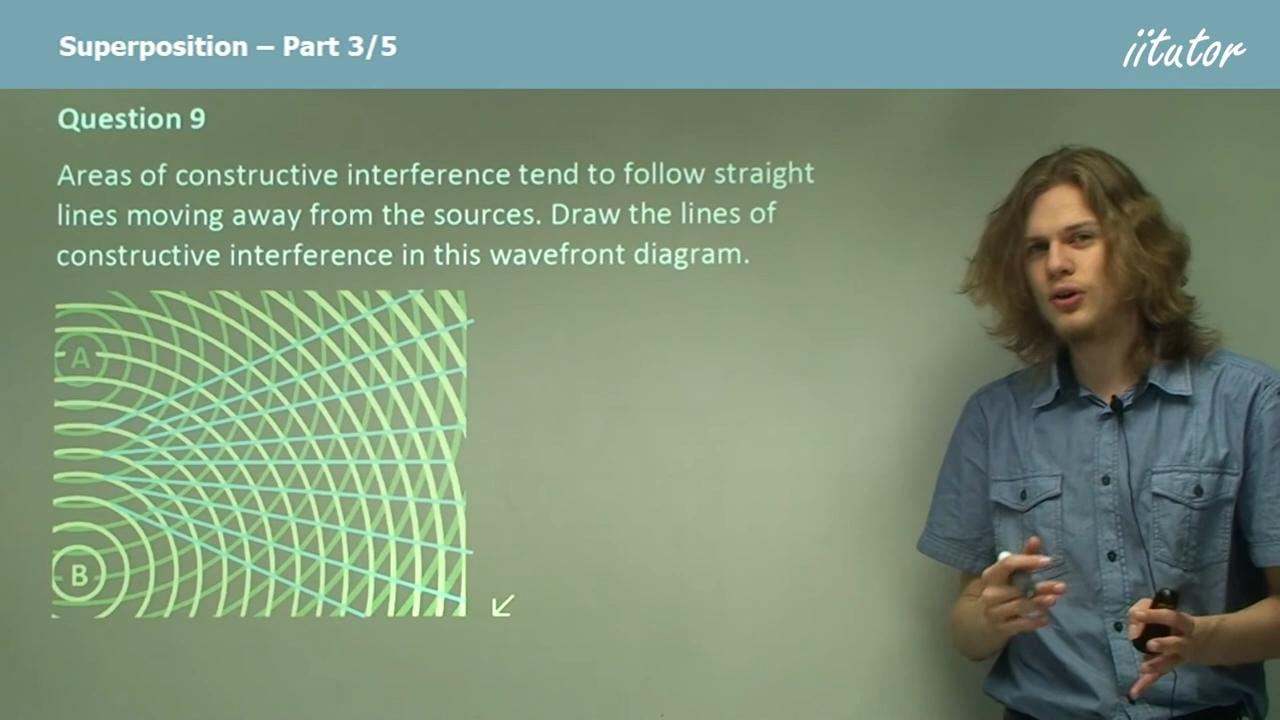 Superposition – Part 3/5
iitutor
Question 9
Areas of constructive interference tend to follow straight
lines moving away from the sources. Draw the lines of
constructive interference in this wavefront diagram.
A
B